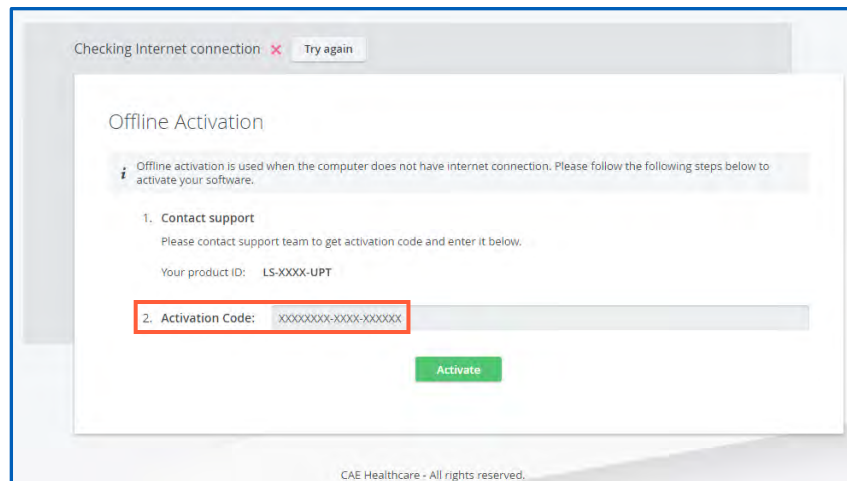 Checking Internet connection ✕ Try again
Offline Activation
i Offline activation is used when the computer does not have internet connection. Please follow the following steps below to
activate your software.
1. Contact support
Please contact support team to get activation code and enter it below.
Your product ID: LS-XXXX-UPT
2. Activation Code: XXXXXXXX-XXXX-XXXXXX
Activate
CAE Healthcare - All rights reserved.